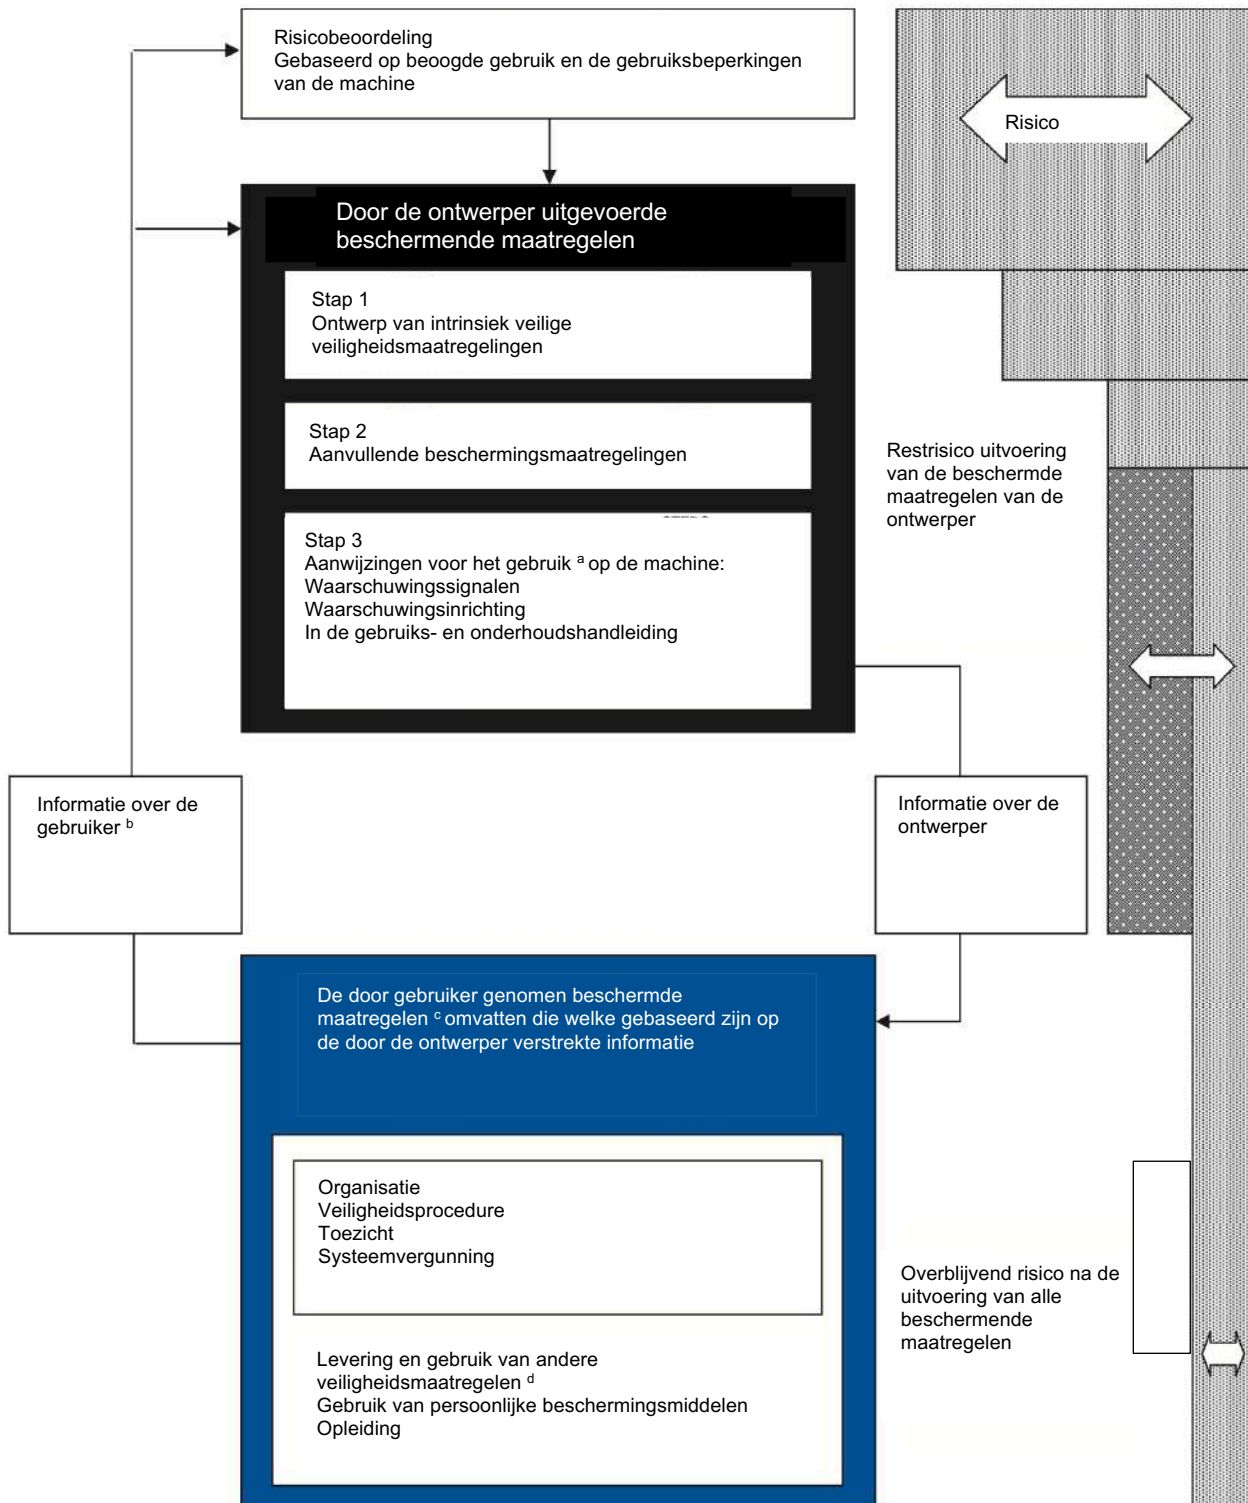 Risicobeoordeling
Gebaseerd op beoogde gebruik en de gebruiksbeperkingen
van de machine
Risico
Door de ontwerper uitgevoerde
beschermende maatregelen
Stap 1
Ontwerp van intrinsiek veilige
veiligheidsmaatregelingen
Stap 2
Aanvullende beschermingsmaatregelingen
Restrisico uitvoering
van de beschermde
maatregelen van de
ontwerper
Stap 3
Aanwijzingen voor het gebruik a op de machine:
Waarschuwingssignalen
Waarschuwingsinrichting
In de gebruiks- en onderhoudshandleiding
Informatie over de
gebruiker b
Informatie over de
ontwerper
De door gebruiker genomen beschermde
maatregelen c omvatten die welke gebaseerd zijn op
de door de ontwerper verstrekte informatie
Organisatie
Veiligheidsprocedure
Toezicht
Systeemvergunning
Overblijvend risico na de
uitvoering van alle
beschermende
maatregelen
Levering en gebruik van andere
veiligheidsmaatregelen d
Gebruik van persoonlijke beschermingsmiddelen
Opleiding